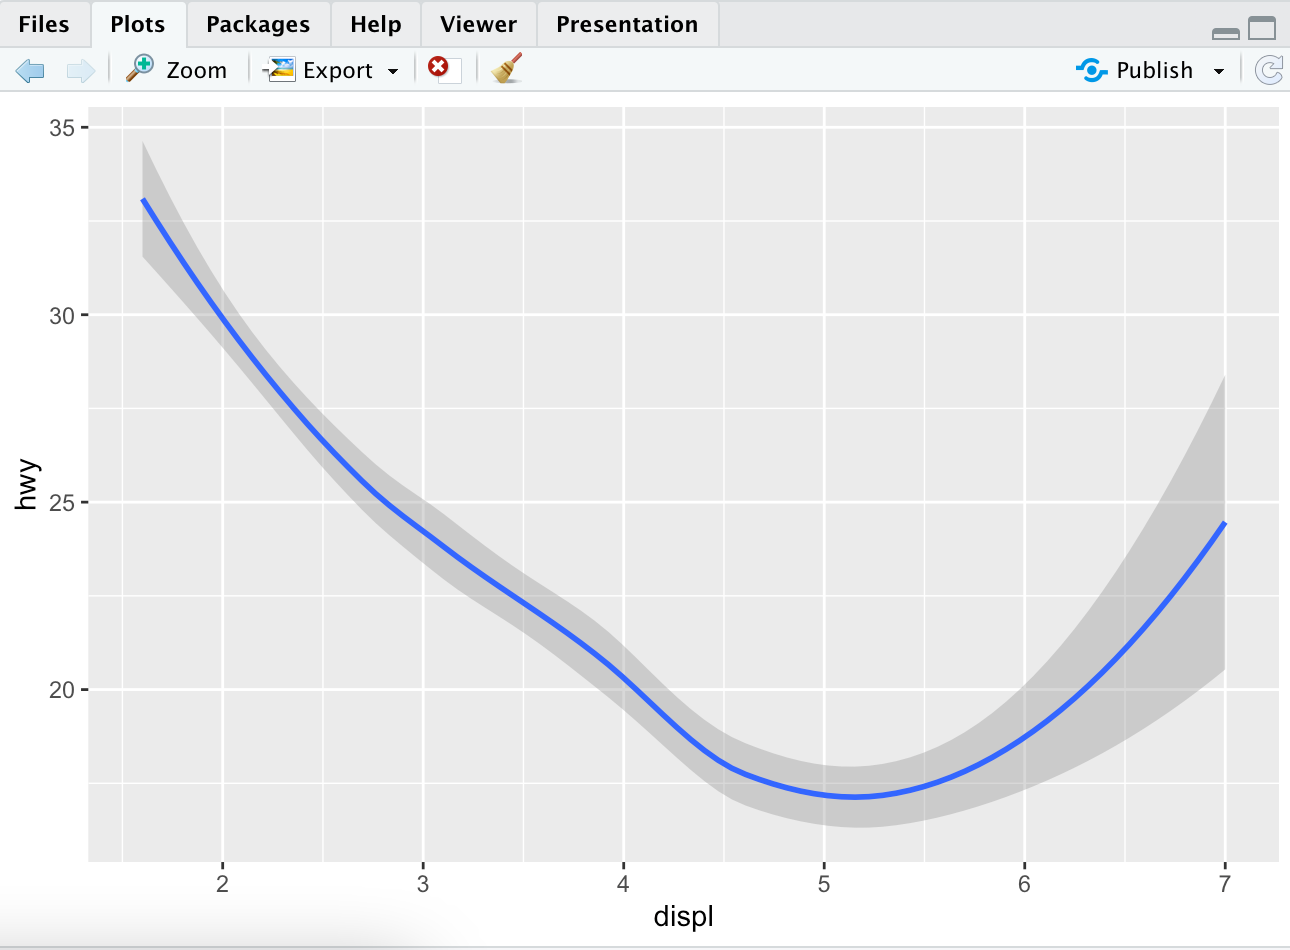 Files Plots Packages Help Viewer Presentation
Zoom Export Publish
35
30
25
20
hwy
2 3 4 5 6 7
displ